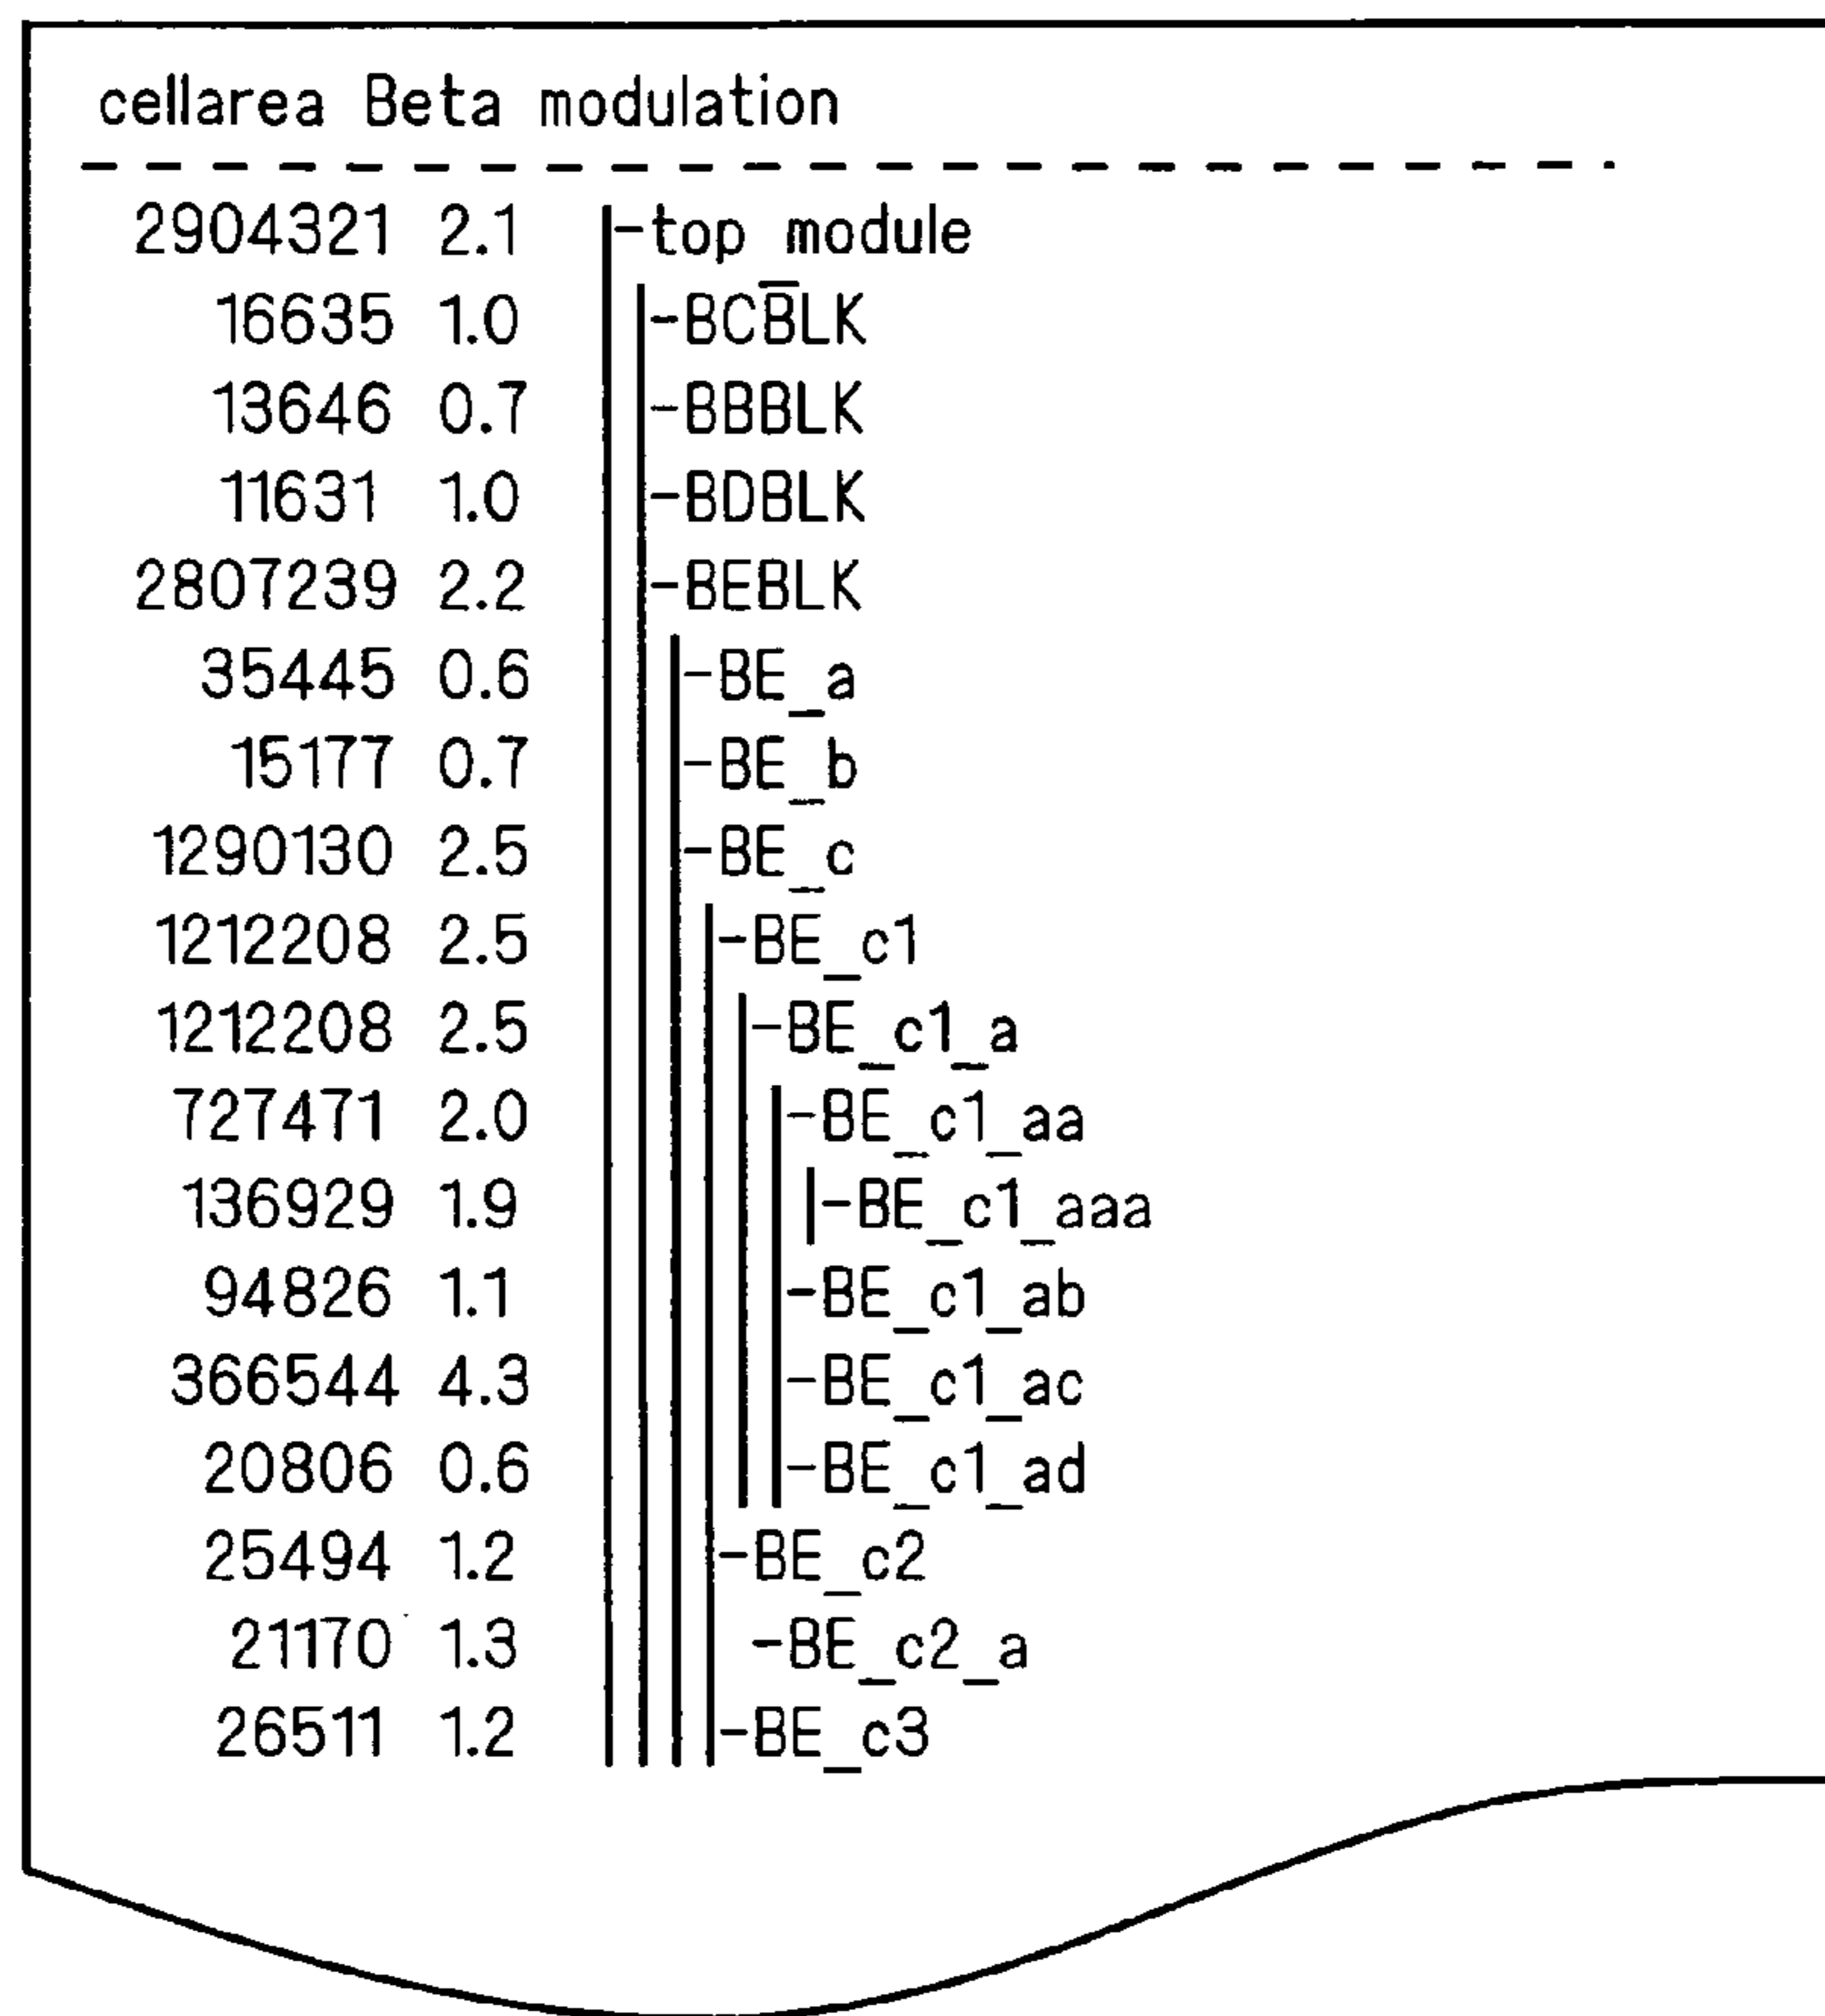 cellarea Beta modulation
2904321 2.1 |-top module
16635 1.0 | |-BCBLK
13646 0.7 | |-BBBLK
11631 1.0 | |-BDBLK
2807239 2.2 | |-BEBLK
35445 0.6 | | |-BE_a
15177 0.7 | | |-BE_b
1290130 2.5 | | |-BE_c
1212208 2.5 | | | |-BE_c1
1212208 2.5 | | | | |-BE_c1_a
727471 2.0 | | | | | |-BE_c1_aa
136929 1.9 | | | | | | |-BE_c1_aaa
94826 1.1 | | | | | |-BE_c1_ab
366544 4.3 | | | | | |-BE_c1_ac
20806 0.6 | | | | | |-BE_c1_ad
25494 1.2 | | | |-BE_c2
21170 1.3 | | | | -BE_c2_a
26511 1.2 | | | |-BE_c3